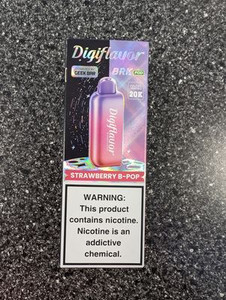 Digiflavor
GEEK BAR
BRK
20K
Digiflavor
STRAWBERRY B-POP
WARNING:
This product
contains nicotine.
Nicotine is an
addictive
chemical.